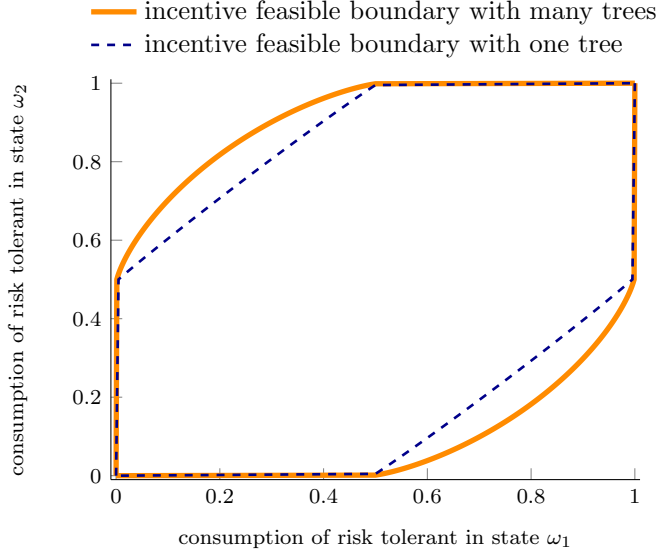 incentive feasible boundary with many trees
incentive feasible boundary with one tree
consumption of risk tolerant in state ω₂
1
0.8
0.6
0.4
0.2
0
0 0.2 0.4 0.6 0.8 1
consumption of risk tolerant in state ω₁